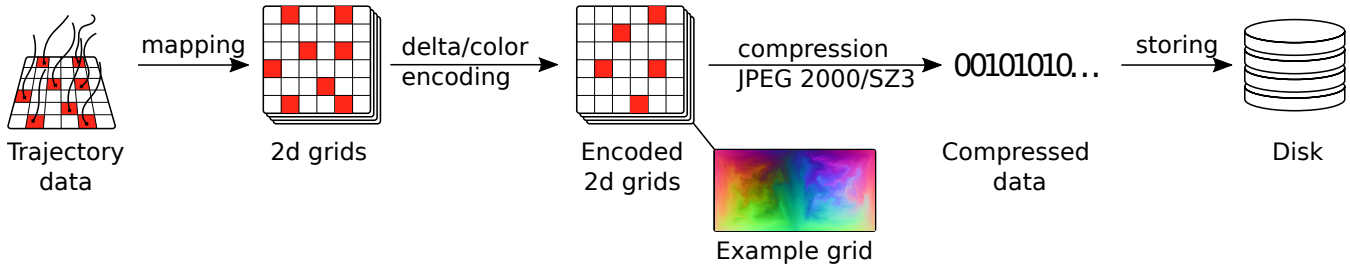 mapping
delta/color
encoding
compression
JPEG 2000/SZ3
00101010...
storing
Trajectory
data
2d grids
Encoded
2d grids
Example grid
Compressed
data
Disk